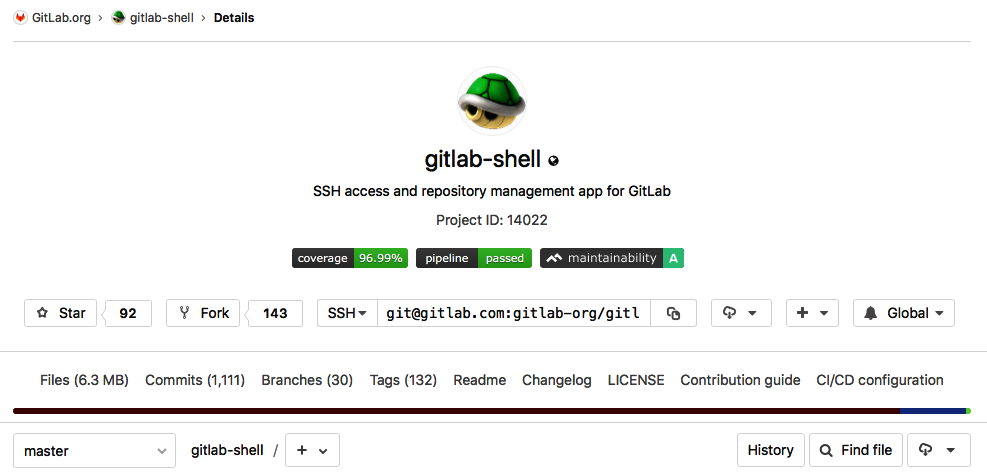 GitLab.org › gitlab-shell › Details
gitlab-shell
SSH access and repository management app for GitLab
Project ID: 14022
coverage 96.99% pipeline passed maintainability A
Star 92 Fork 143 SSH git@gitlab.com:gitlab-org/gitl Global
Files (6.3 MB) Commits (1,111) Branches (30) Tags (132) Readme Changelog LICENSE Contribution guide CI/CD configuration
master gitlab-shell / + History Find file